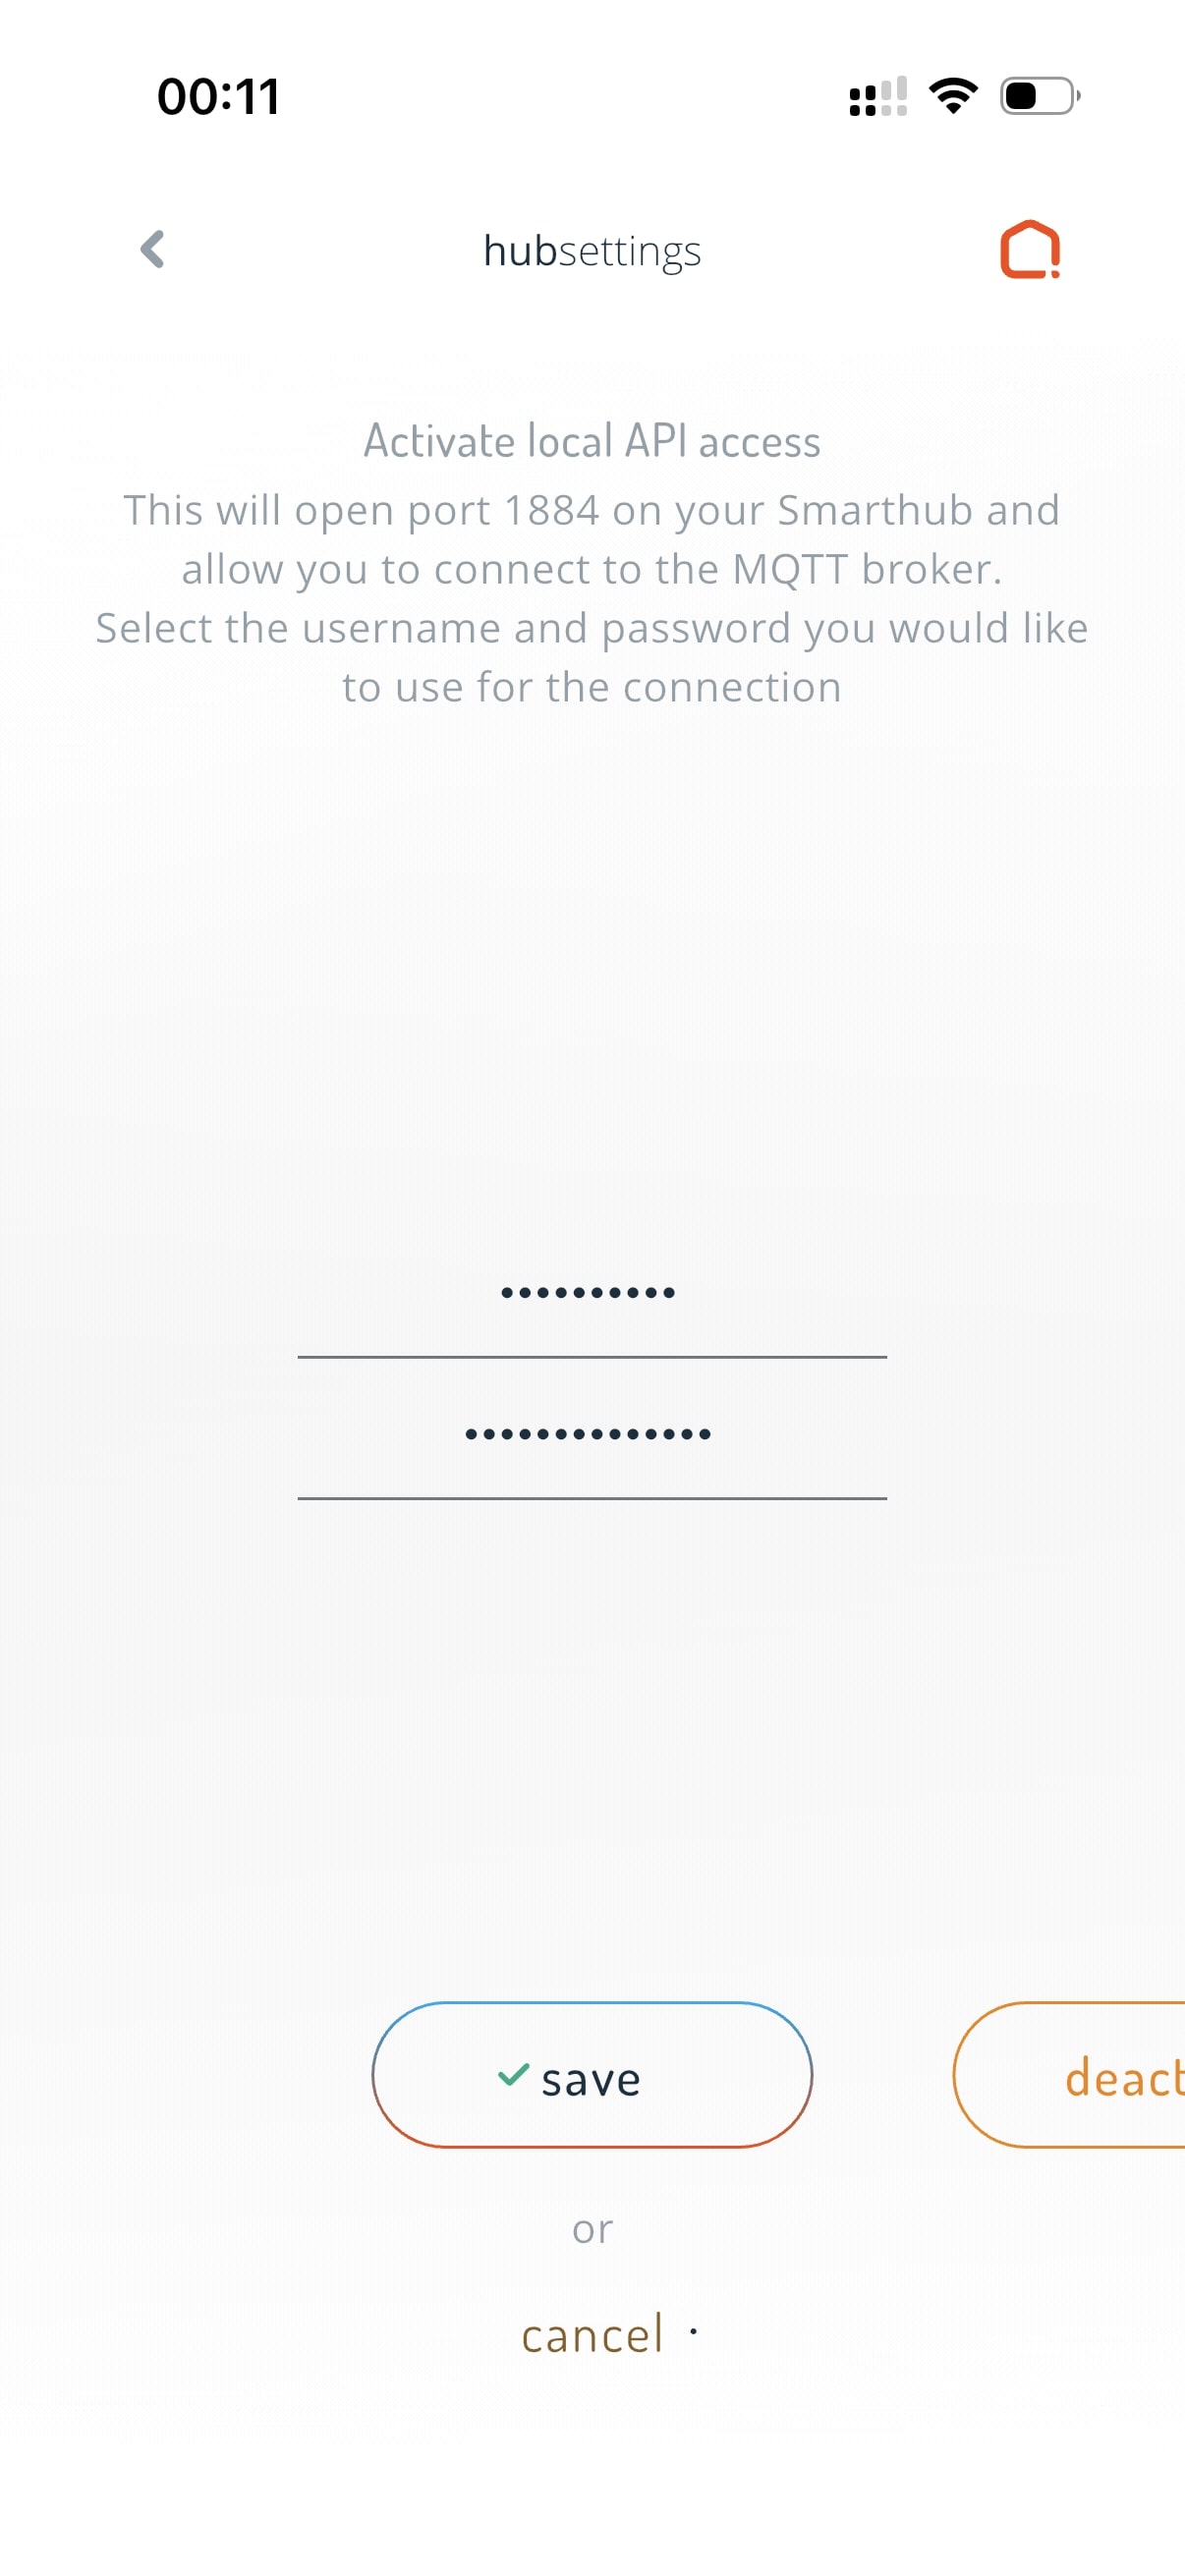 00:11
hubsettings
Activate local API access
This will open port 1884 on your Smarthub and
allow you to connect to the MQTT broker.
Select the username and password you would like
to use for the connection
••••••••••
••••••••••••••
save
deact
or
cancel